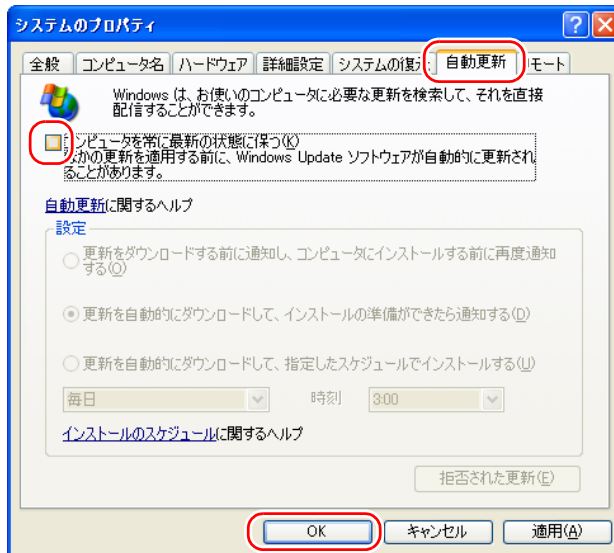 システムのプロパティ
全般 コンピュータ名 ハードウェア 詳細設定 システムの復元 自動更新 リモート
Windows は、お使いのコンピュータに必要な更新を検索して、それを直接
配信することができます。
コンピュータを常に最新の状態に保つ(K)
なかの更新を適用する前に、Windows Update ソフトウェアが自動的に更新され
ることがあります。
自動更新に関するヘルプ
設定
更新をダウンロードする前に通知し、コンピュータにインストールする前に再度通知
する(O)
更新を自動的にダウンロードして、インストールの準備ができたら通知する(D)
更新を自動的にダウンロードして、指定したスケジュールでインストールする(U)
毎日 時刻 3:00
インストールのスケジュールに関するヘルプ
拒否された更新(E)
OK キャンセル 適用(A)